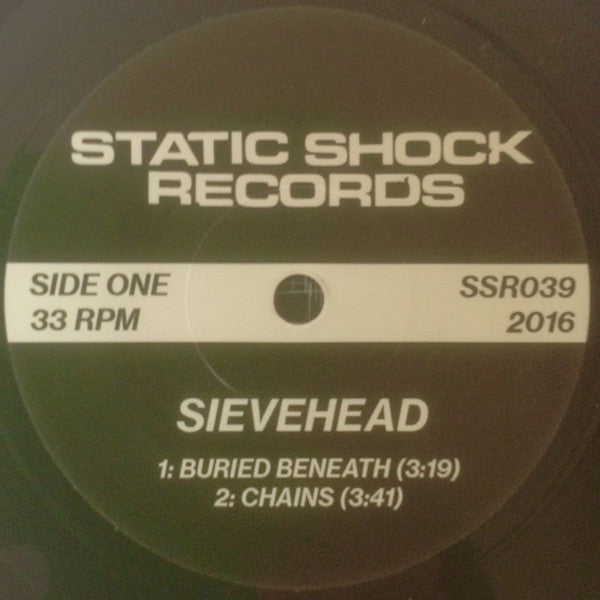 STATIC SHOCK
RECORDS
SIDE ONE
33 RPM
SSR039
2016
SIEVEHEAD
1: BURIED BENEATH (3:19)
2: CHAINS (3:41)